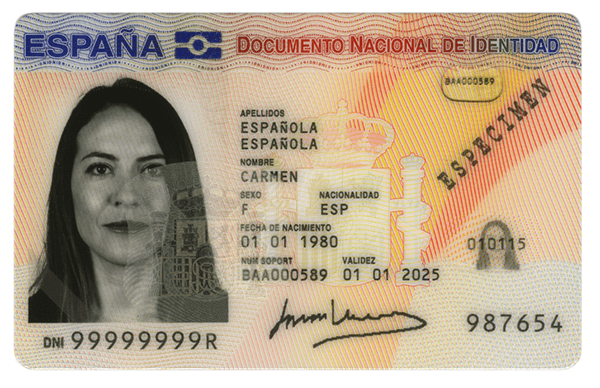 ESPAÑA DOCUMENTO NACIONAL DE IDENTIDAD
BAA000589
ESPECIMEN
APELLIDOS
ESPAÑOLA
ESPAÑOLA
NOMBRE
CARMEN
SEXO NACIONALIDAD
F ESP
FECHA DE NACIMIENTO
01 01 1980
010115
NUM SOPORT VALIDEZ
BAA000589 01 01 2025
DNI 99999999R
987654